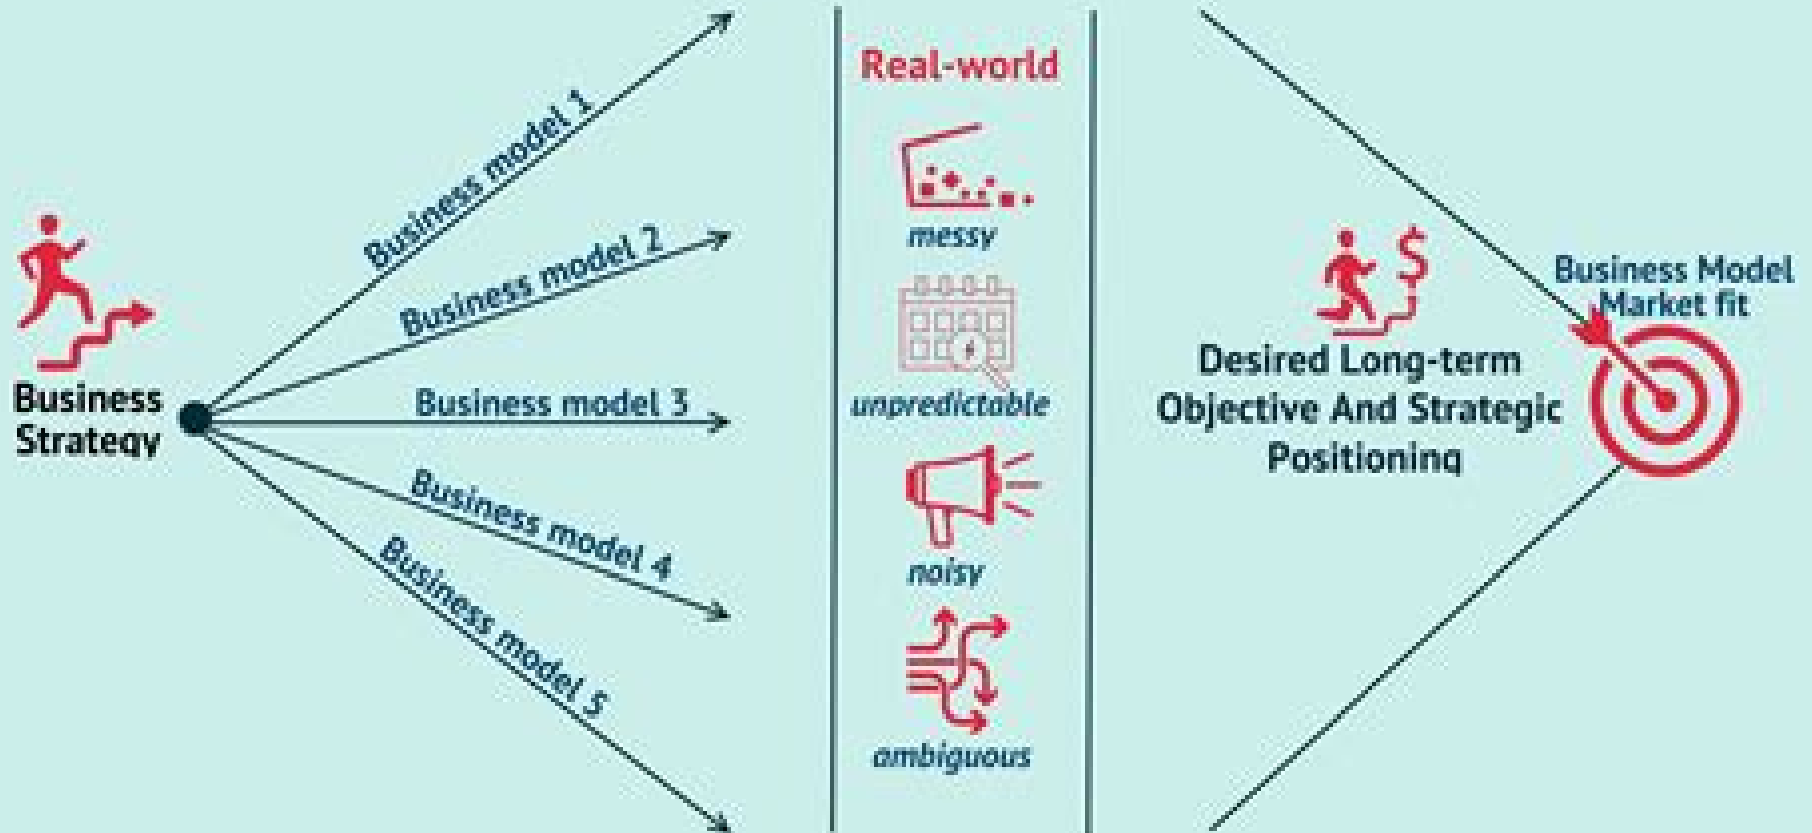 Business
Strategy
Business model 1
Business model 2
Business model 3
Business model 4
Business model 5
Real-world
messy
unpredictable
noisy
ambiguous
Desired Long-term
Objective And Strategic
Positioning
Business Model
Market fit